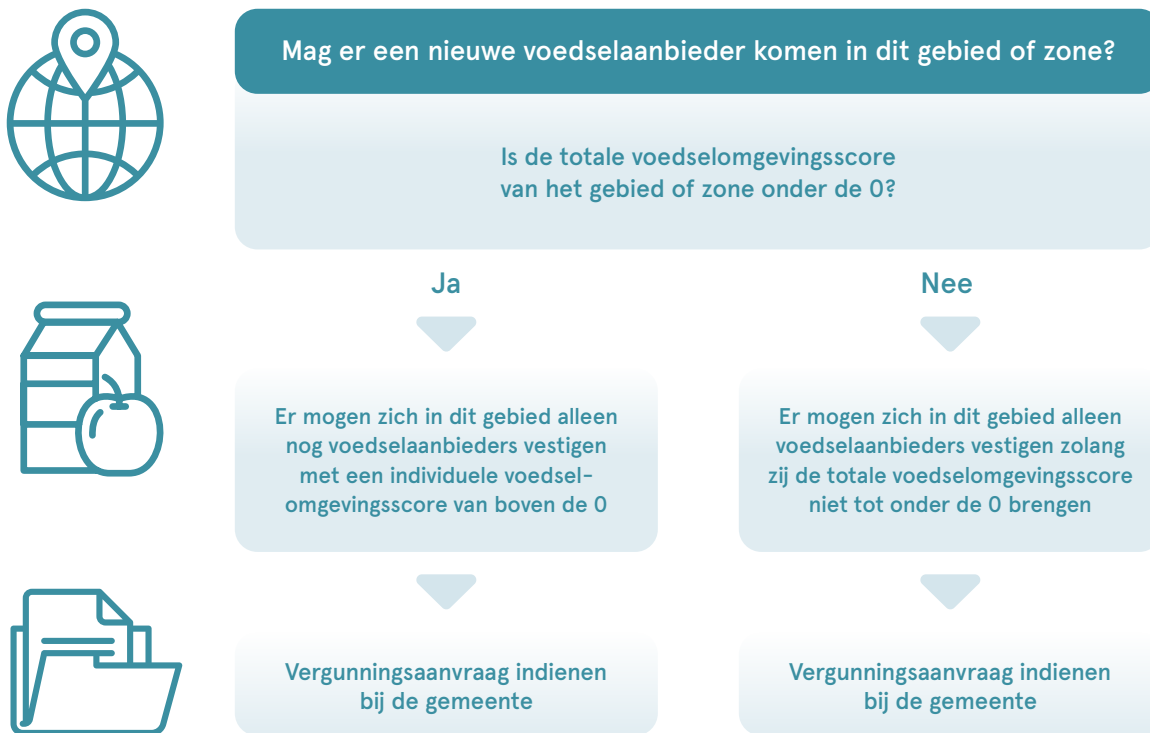 Mag er een nieuwe voedselaanbieder komen in dit gebied of zone?
Is de totale voedselomgevingsscore
van het gebied of zone onder de 0?
Ja
Nee
Er mogen zich in dit gebied alleen
nog voedselaanbieders vestigen
met een individuele voedsel-
omgevingsscore van boven de 0
Er mogen zich in dit gebied alleen
voedselaanbieders vestigen zolang
zij de totale voedselomgevingsscore
niet tot onder de 0 brengen
Vergunningsaanvraag indienen
bij de gemeente
Vergunningsaanvraag indienen
bij de gemeente